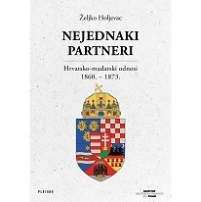 Željko Holjevac
NEJEDNAKI
PARTNERI
Hrvatsko-mađarski odnosi
1860. – 1873.
PLEJADA